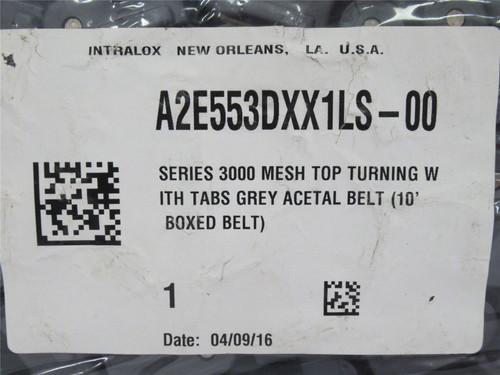 INTRALOX NEW ORLEANS, LA. U.S.A.
A2E553DXX1LS-00
SERIES 3000 MESH TOP TURNING W
ITH TABS GREY ACETAL BELT (10'
BOXED BELT)
1
Date: 04/09/16